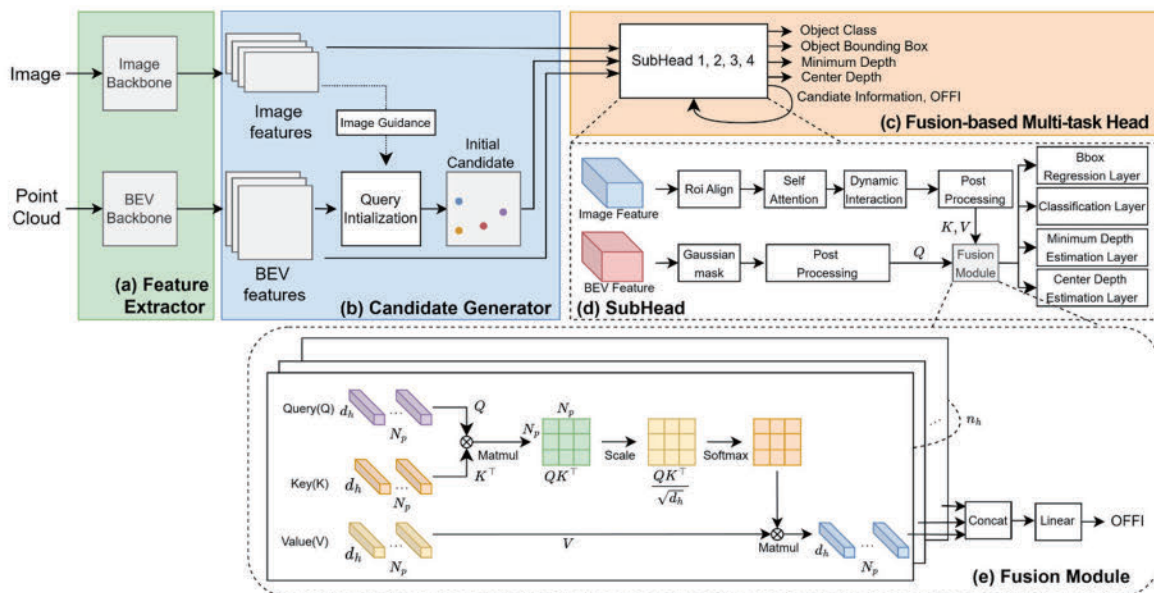 Image
Image
Backbone
Image
features
Image Guidance
Point
Cloud
BEV
Backbone
BEV
features
Query
Intialization
Initial
Candidate
(a) Feature
Extractor
(b) Candidate Generator
SubHead 1, 2, 3, 4
Object Class
Object Bounding Box
Minimum Depth
Center Depth
Candiate Information, OFFI
(c) Fusion-based Multi-task Head
Image Feature
Roi Align
Self
Attention
Dynamic
Interaction
Post
Processing
K, V
BEV Feature
Gaussian
mask
Post
Processing
Q
Fusion
Module
Bbox
Regression Layer
Classification Layer
Minimum Depth
Estimation Layer
Center Depth
Estimation Layer
(d) SubHead
Query(Q)
d_h
...
N_p
Q
Key(K)
d_h
...
N_p
K^⊤
Matmul
N_p
N_p
QK^⊤
Scale
QK^⊤
√d_h
Softmax
Value(V)
d_h
...
N_p
V
Matmul
d_h
...
N_p
...
n_h
Concat
Linear
OFFI
(e) Fusion Module